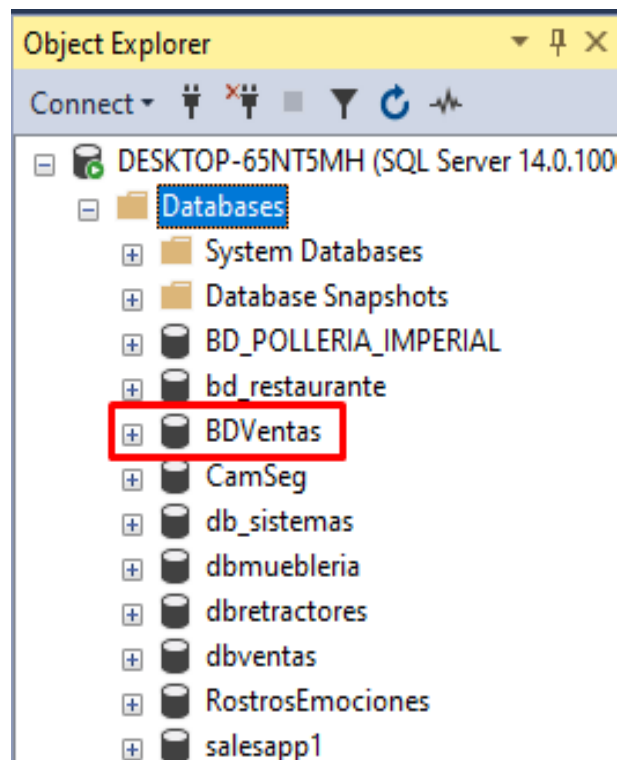 Object Explorer
Connect
DESKTOP-65NT5MH (SQL Server 14.0.100
Databases
System Databases
Database Snapshots
BD_POLLERIA_IMPERIAL
bd_restaurante
BDVentas
CamSeg
db_sistemas
dbmuebleria
dbretractores
dbventas
RostrosEmociones
salesapp1